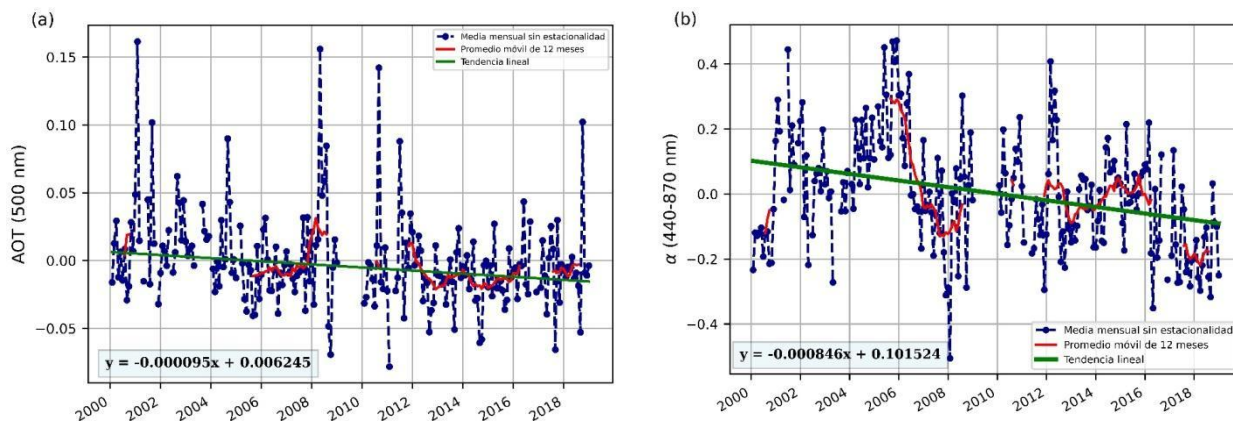 (a)
Media mensual sin estacionalidad
Promedio móvil de 12 meses
Tendencia lineal
AOT (500 nm)
0.15
0.10
0.05
0.00
−0.05
y = -0.000095x + 0.006245
2000 2002 2004 2006 2008 2010 2012 2014 2016 2018
(b)
α (440-870 nm)
0.4
0.2
0.0
−0.2
−0.4
Media mensual sin estacionalidad
Promedio móvil de 12 meses
Tendencia lineal
y = -0.000846x + 0.101524
2000 2002 2004 2006 2008 2010 2012 2014 2016 2018